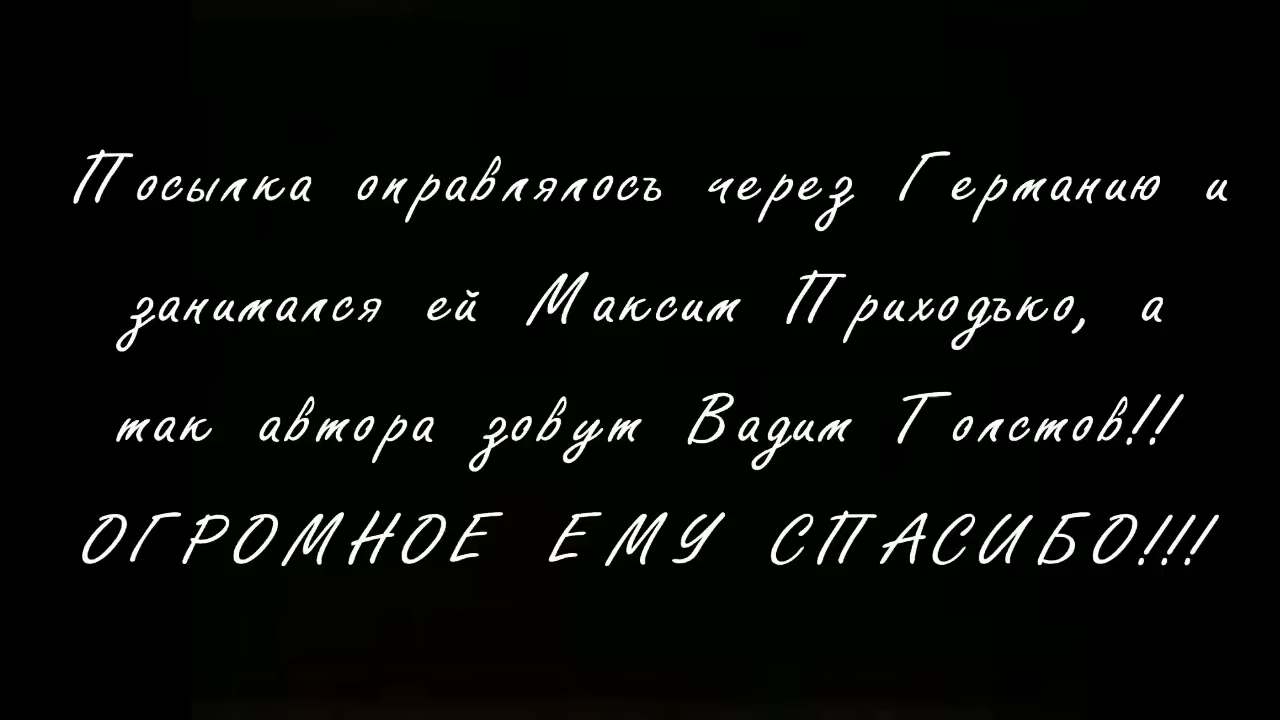 Посылка оправлялось через Германию и
занимался ей Максим Приходько, а
так автора зовут Вадим Толстов!!
ОГРОМНОЕ ЕМУ СПАСИБО!!!